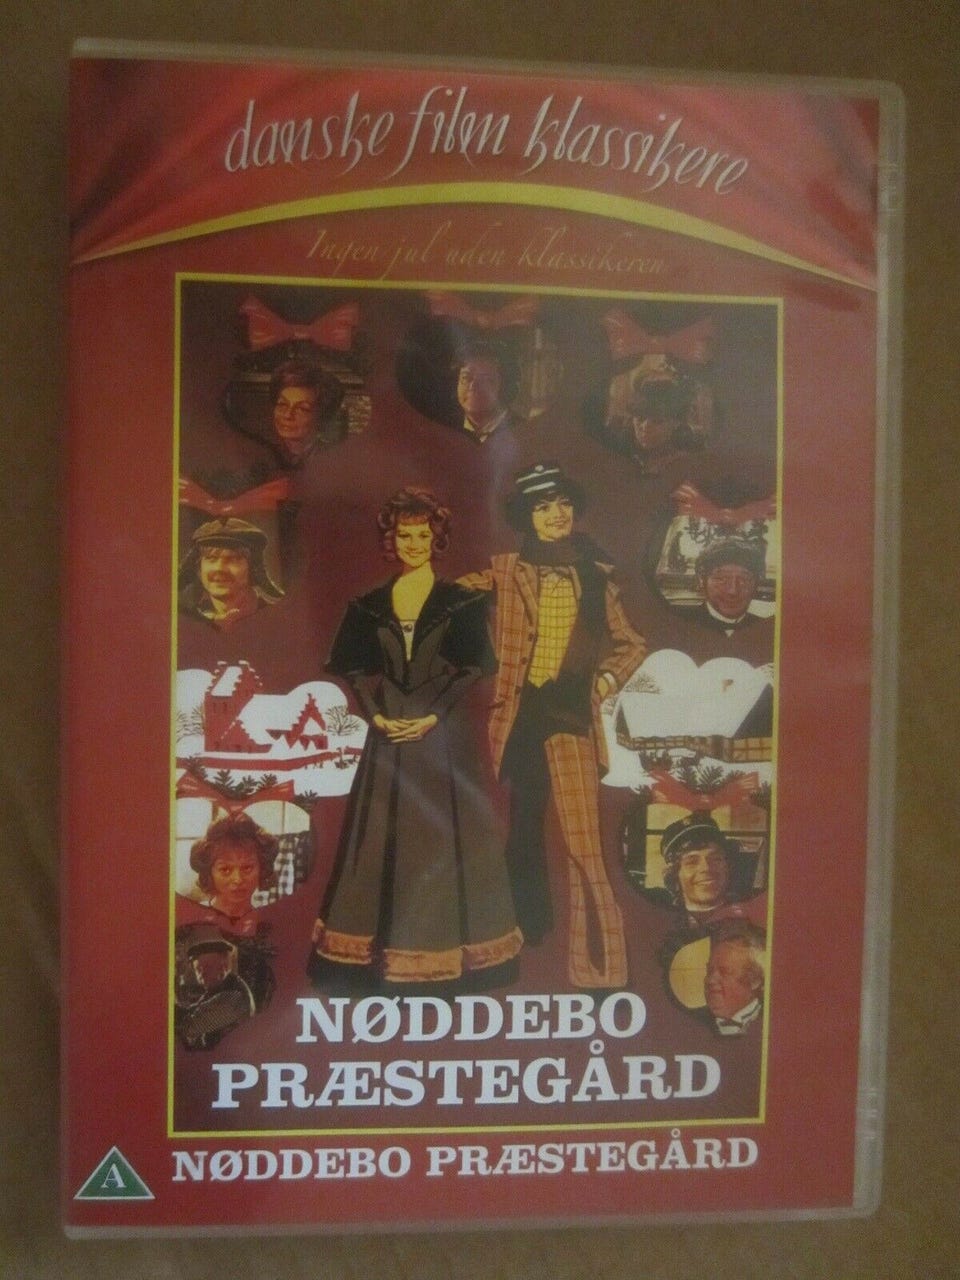 danske film klassikere
Ingen jul uden klassikeren
NØDDEBO
PRÆSTEGÅRD
NØDDEBO PRÆSTEGÅRD
A